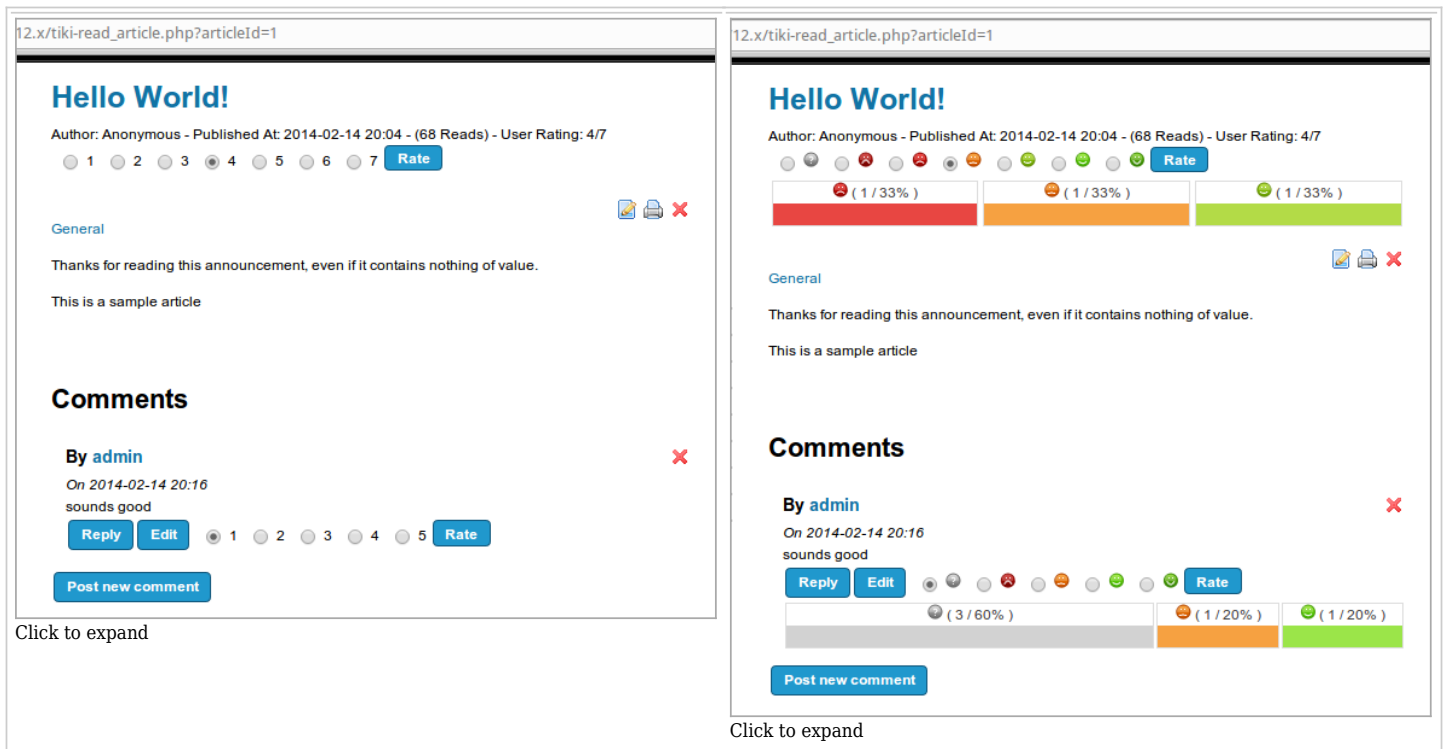 12.x/tiki-read_article.php?articleId=1
Hello World!
Author: Anonymous - Published At: 2014-02-14 20:04 - (68 Reads) - User Rating: 4/7
1 2 3 4 5 6 7 Rate
General
Thanks for reading this announcement, even if it contains nothing of value.
This is a sample article
Comments
By admin
On 2014-02-14 20:16
sounds good
Reply Edit 1 2 3 4 5 Rate
Post new comment
Click to expand
12.x/tiki-read_article.php?articleId=1
Hello World!
Author: Anonymous - Published At: 2014-02-14 20:04 - (68 Reads) - User Rating: 4/7
Rate
( 1 / 33% ) ( 1 / 33% ) ( 1 / 33% )
General
Thanks for reading this announcement, even if it contains nothing of value.
This is a sample article
Comments
By admin
On 2014-02-14 20:16
sounds good
Reply Edit Rate
( 3 / 60% ) ( 1 / 20% ) ( 1 / 20% )
Post new comment
Click to expand